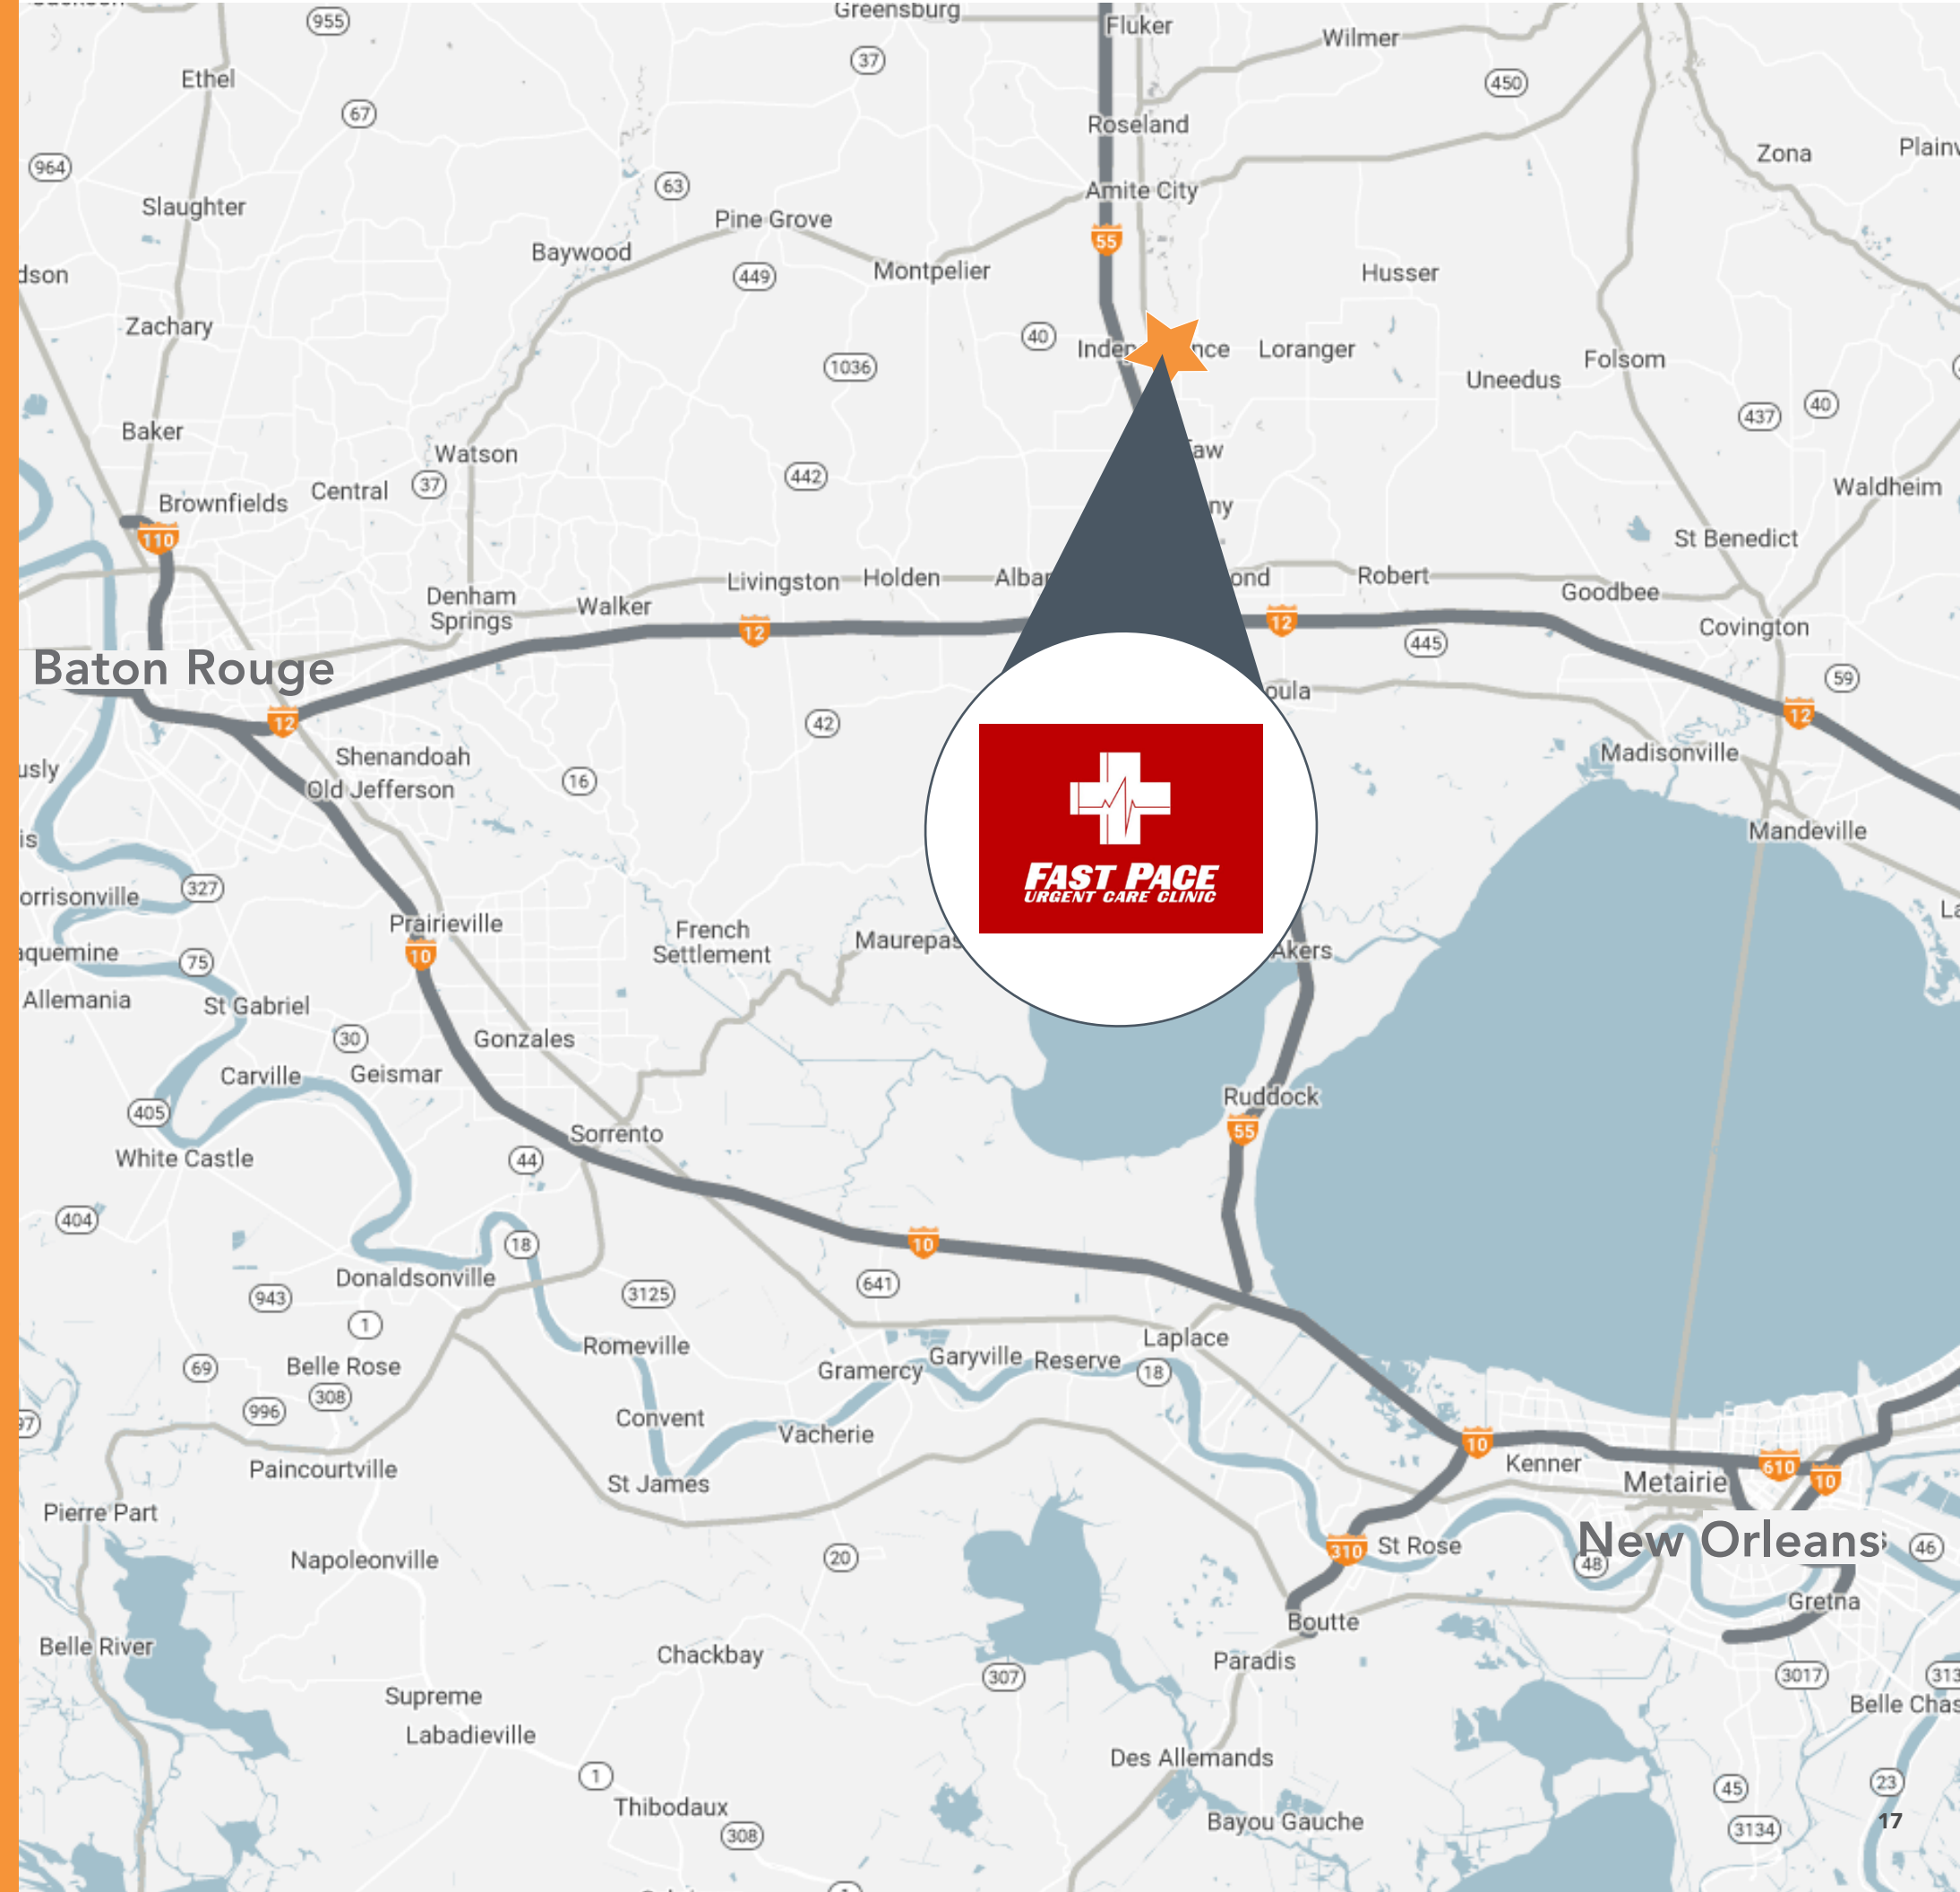 Greensburg
Fluker
955
Wilmer
37
Ethel
450
67
Roseland
Zona
964
63
Amite City
Slaughter
Pine Grove
55
Baywood
449
Montpelier
Husser
Zachary
40
Loranger
1036
Folsom
Uneedus
437
40
Baker
Watson
Central
37
442
Waldheim
Brownfields
110
St Benedict
Livingston
Holden
Robert
Goodbee
Denham
Springs
Walker
12
12
445
Covington
Baton Rouge
59
12
42
12
Shenandoah
Madisonville
Old Jefferson
16
Mandeville
FAST PACE
URGENT CARE CLINIC
327
Prairieville
French
Settlement
Maurepas
Akers
10
75
Allemania
St Gabriel
30
Gonzales
Carville
Geismar
Ruddock
405
55
Sorrento
White Castle
44
404
18
10
Donaldsonville
641
943
3125
1
Romeville
Laplace
69
Belle Rose
Gramercy
Garyville
Reserve
18
308
996
Convent
Vacherie
10
Kenner
610
10
Paincourtville
St James
Metairie
Pierre Part
New Orleans
310
St Rose
48
46
Napoleonville
20
Gretna
Boutte
Belle River
Chackbay
Paradis
307
3017
Supreme
Labadieville
Des Allemands
1
45
23
Thibodaux
308
Bayou Gauche
3134
17